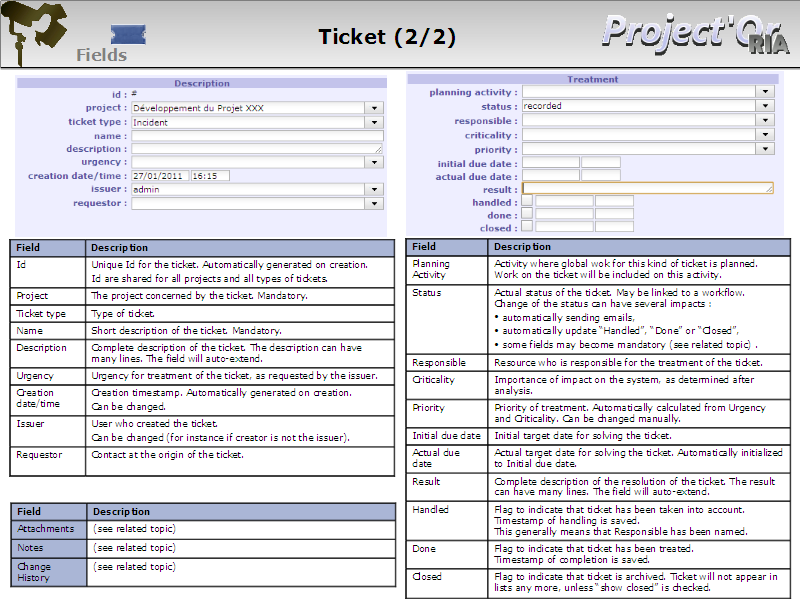 Ticket (2/2)
Fields
Project'Or
RIA
Description
id : #
project : Développement du Projet XXX
ticket type : Incident
name :
description :
urgency :
creation date/time : 27/01/2011 16:15
issuer : admin
requestor :
Treatment
planning activity :
status : recorded
responsible :
criticality :
priority :
initial due date :
actual due date :
result :
handled :
done :
closed :
Field Description
Id Unique Id for the ticket. Automatically generated on creation.
Id are shared for all projects and all types of tickets.
Project The project concerned by the ticket. Mandatory.
Ticket type Type of ticket.
Name Short description of the ticket. Mandatory.
Description Complete description of the ticket. The description can have
many lines. The field will auto-extend.
Urgency Urgency for treatment of the ticket, as requested by the issuer.
Creation Creation timestamp. Automatically generated on creation.
date/time Can be changed.
Issuer User who created the ticket.
Can be changed (for instance if creator is not the issuer).
Requestor Contact at the origin of the ticket.
Field Description
Attachments (see related topic)
Notes (see related topic)
Change (see related topic)
History
Field Description
Planning Activity where global wok for this kind of ticket is planned.
Activity Work on the ticket will be included on this activity.
Status Actual status of the ticket. May be linked to a workflow.
Change of the status can have several impacts :
• automatically sending emails,
• automatically update "Handled", "Done" or "Closed",
• some fields may become mandatory (see related topic) .
Responsible Resource who is responsible for the treatment of the ticket.
Criticality Importance of impact on the system, as determined after
analysis.
Priority Priority of treatment. Automatically calculated from Urgency
and Criticality. Can be changed manually.
Initial due date Initial target date for solving the ticket.
Actual due Actual target date for solving the ticket. Automatically initialized
date to Initial due date.
Result Complete description of the resolution of the ticket. The result
can have many lines. The field will auto-extend.
Handled Flag to indicate that ticket has been taken into account.
Timestamp of handling is saved.
This generally means that Responsible has been named.
Done Flag to indicate that ticket has been treated.
Timestamp of completion is saved.
Closed Flag to indicate that ticket is archived. Ticket will not appear in
lists any more, unless "show closed" is checked.